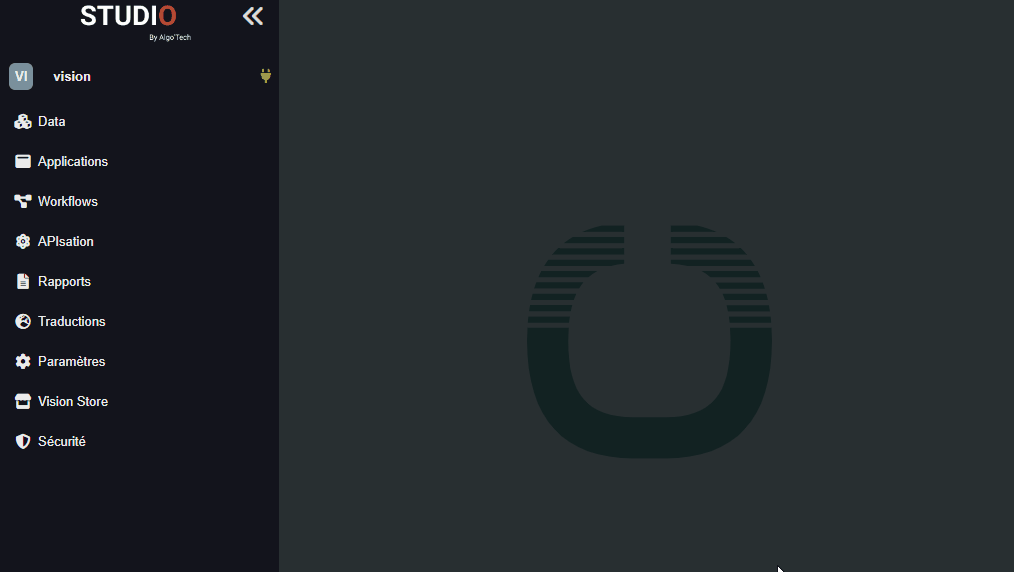 STUDIO
By Algo'Tech
VI vision
Data
Applications
Workflows
APIsation
Rapports
Traductions
Paramètres
Vision Store
Sécurité